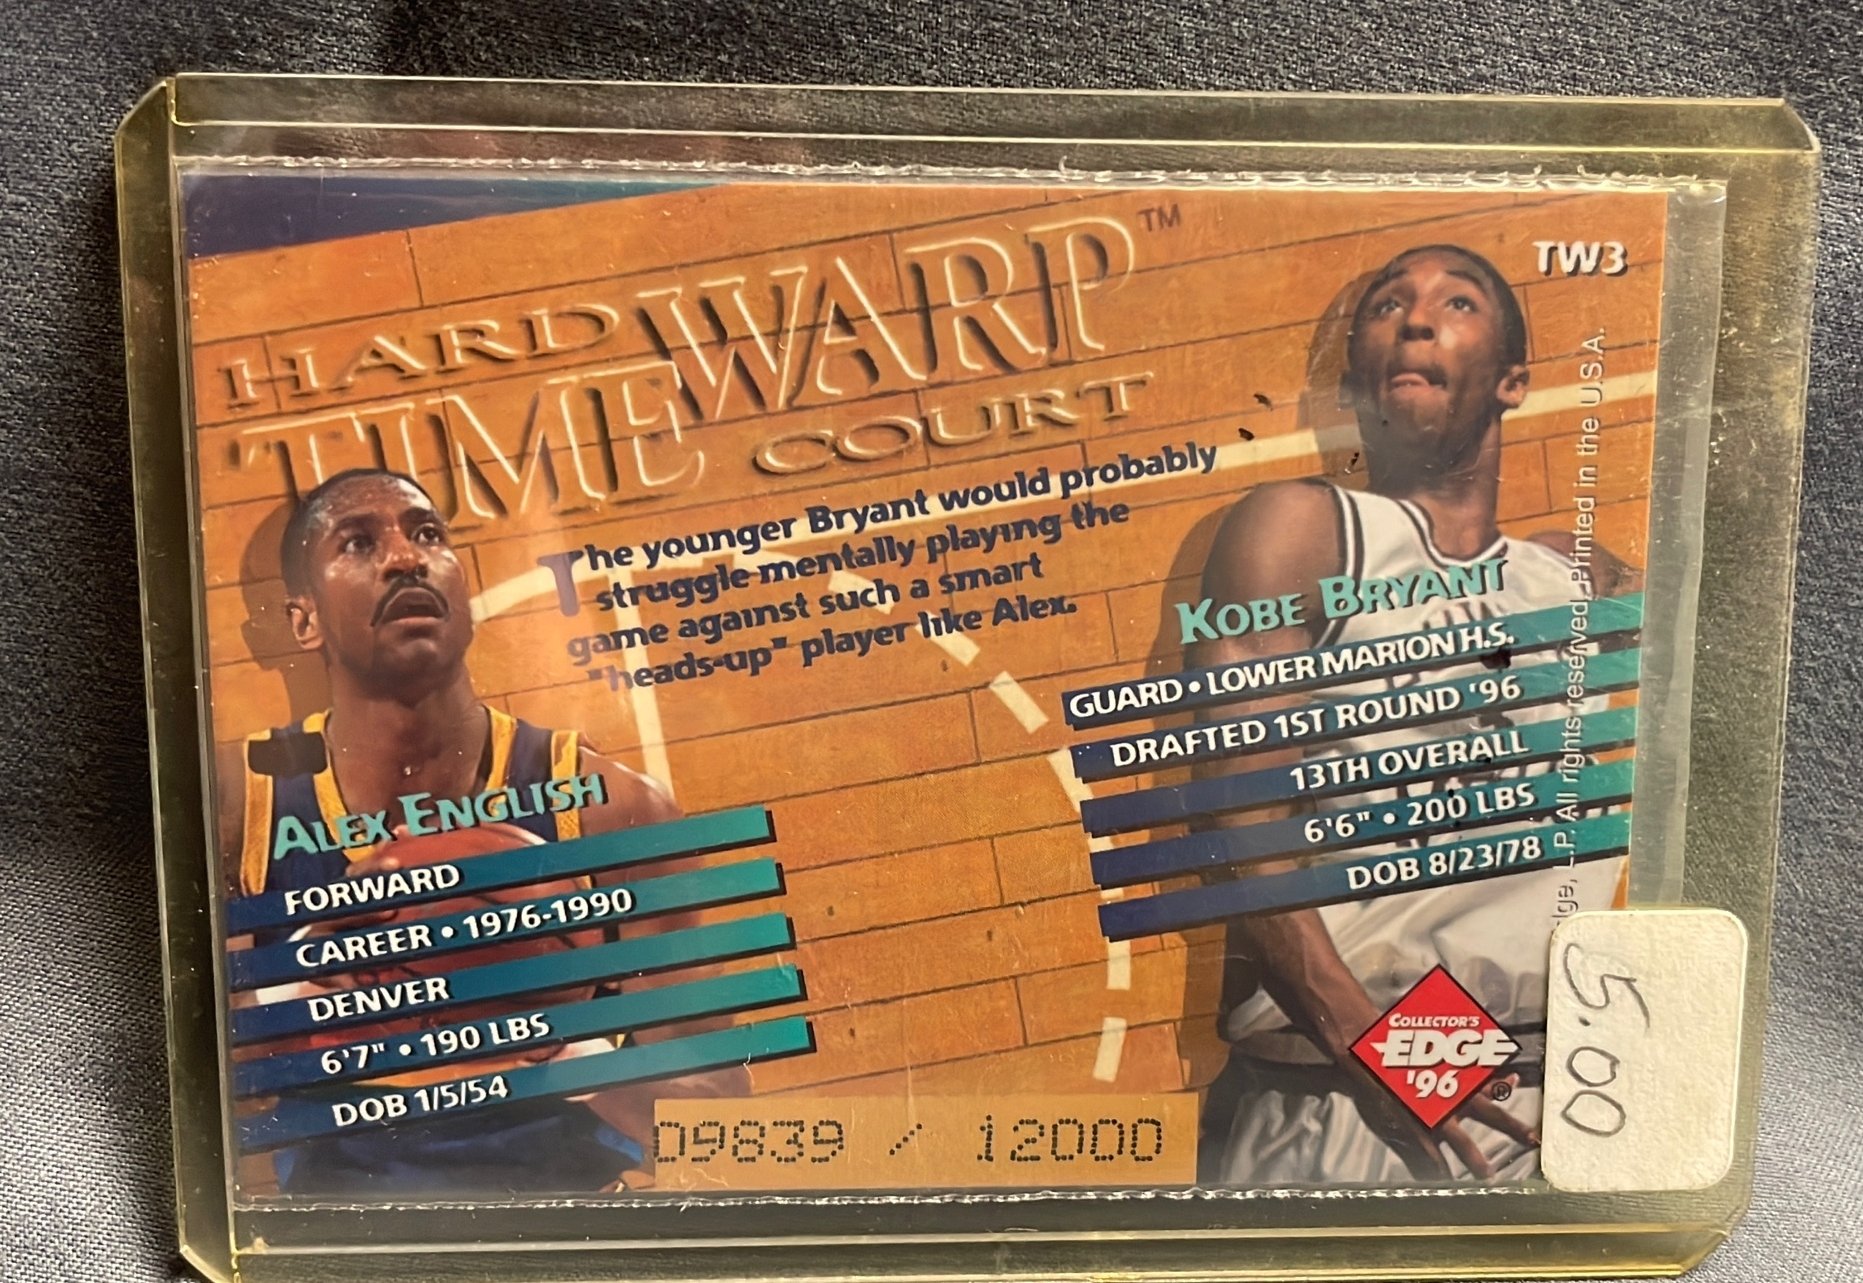 HARD
TIMEWARP™
COURT
TW3
The younger Bryant would probably
struggle mentally playing the
game against such a smart
"heads-up" player like Alex.
KOBE BRYANT
GUARD • LOWER MARION H.S.
DRAFTED 1ST ROUND '96
13TH OVERALL
6'6" • 200 LBS
DOB 8/23/78
ALEX ENGLISH
FORWARD
CAREER • 1976-1990
DENVER
6'7" • 190 LBS
DOB 1/5/54
09839 / 12000
COLLECTOR'S
EDGE
'96 ®
L.P. All rights reserved. Printed in the U.S.A.
5.00